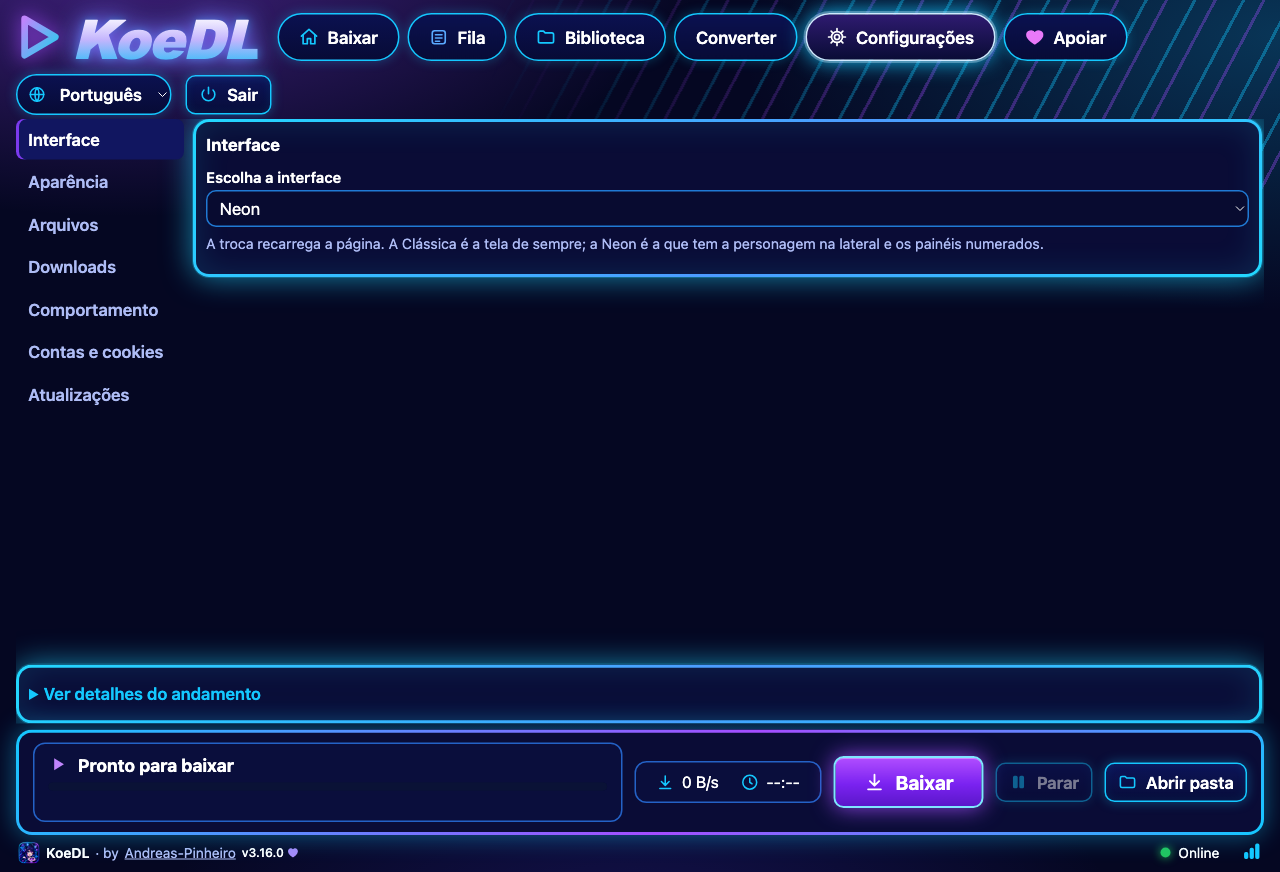 KoeDL
Baixar
Fila
Biblioteca
Converter
Configurações
Apoiar
Português
Sair
Interface
Aparência
Arquivos
Downloads
Comportamento
Contas e cookies
Atualizações
Interface
Escolha a interface
Neon
A troca recarrega a página. A Clássica é a tela de sempre; a Neon é a que tem a personagem na lateral e os painéis numerados.
Ver detalhes do andamento
Pronto para baixar
0 B/s
--:--
Baixar
Parar
Abrir pasta
KoeDL · by Andreas-Pinheiro v3.16.0
Online